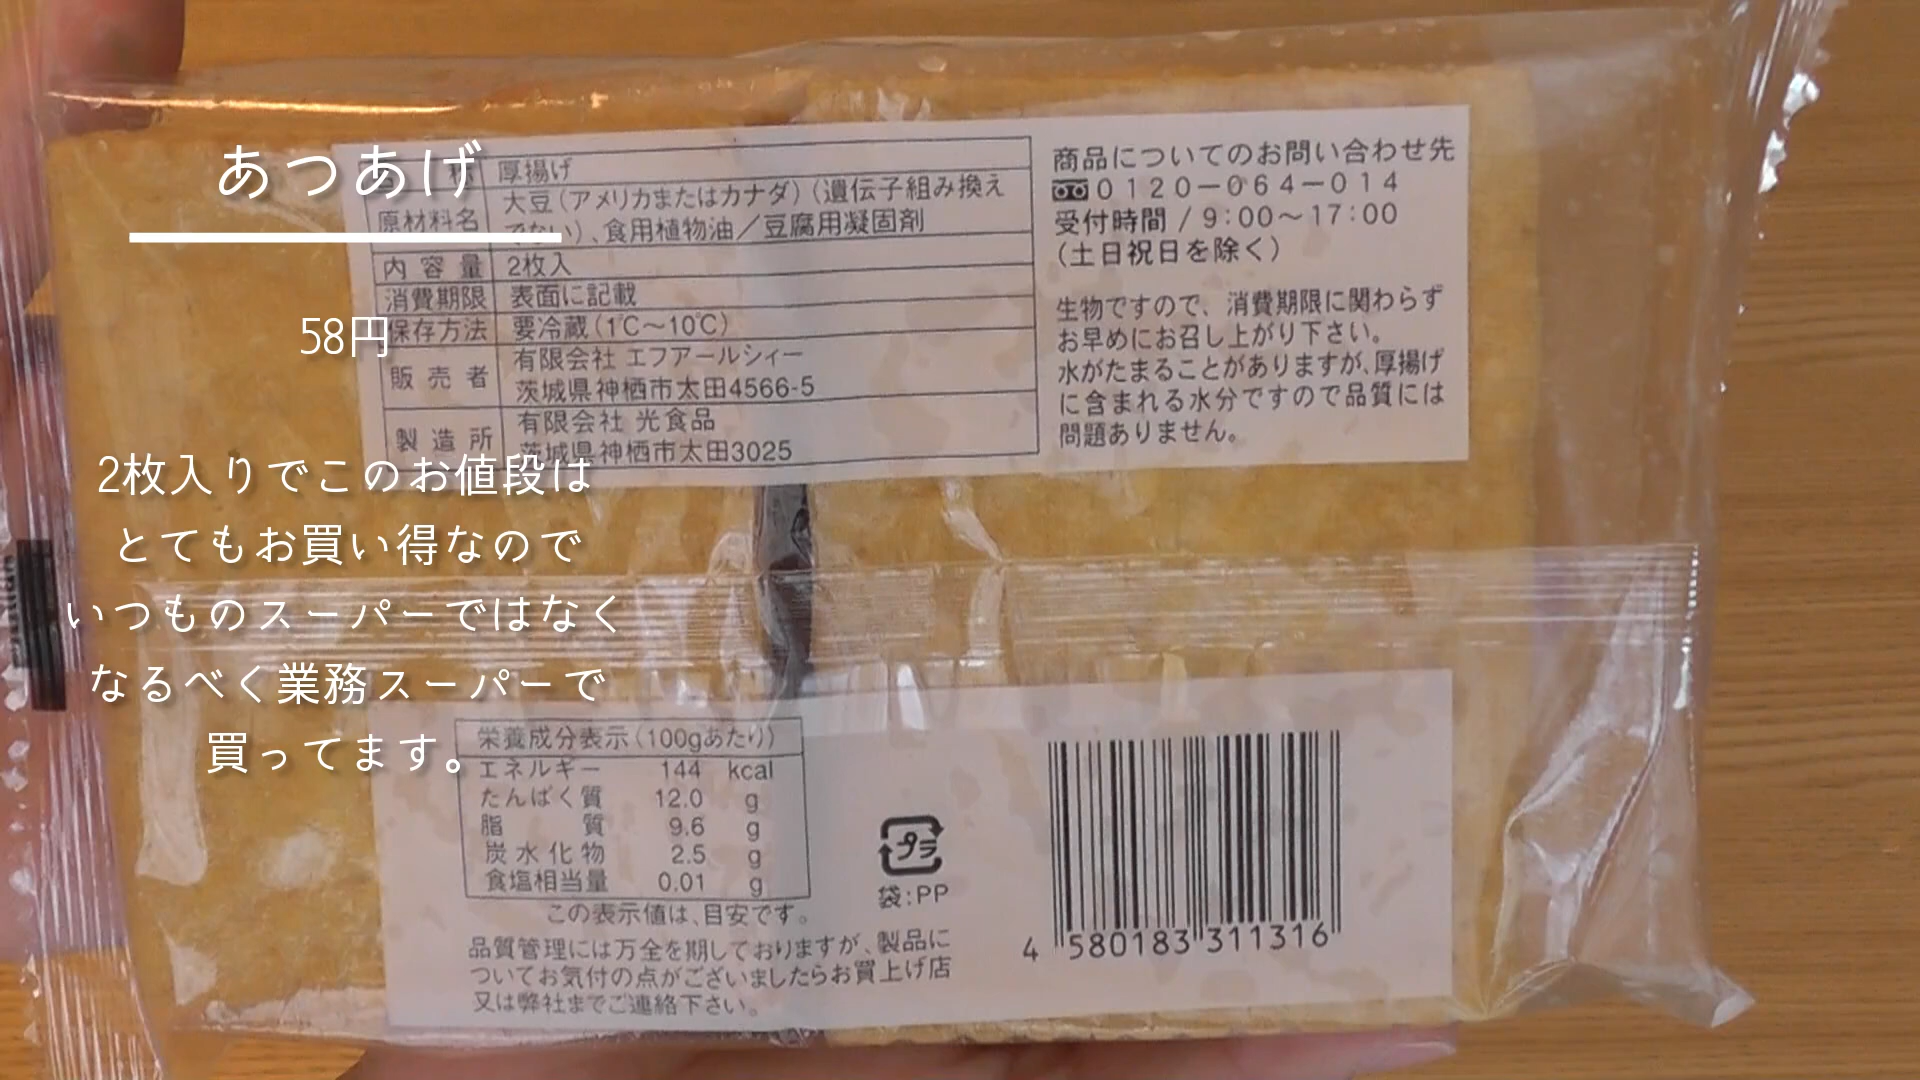 あつあげ
58円
2枚入りでこのお値段は
とてもお買い得なので
いつものスーパーではなく
なるべく業務スーパーで
買ってます。
厚揚げ
原材料名 大豆(アメリカまたはカナダ)(遺伝子組み換え
でない)、食用植物油/豆腐用凝固剤
内容量 2枚入
消費期限 表面に記載
保存方法 要冷蔵(1℃~10℃)
販売者 有限会社 エフアールシィー
茨城県神栖市太田4566-5
製造所 有限会社 光食品
茨城県神栖市太田3025
商品についてのお問い合わせ先
0120-064-014
受付時間/9:00~17:00
(土日祝日を除く)
生物ですので、消費期限に関わらず
お早めにお召し上がり下さい。
水がたまることがありますが、厚揚げ
に含まれる水分ですので品質には
問題ありません。
栄養成分表示(100gあたり)
エネルギー 144 kcal
たんぱく質 12.0 g
脂質 9.6 g
炭水化物 2.5 g
食塩相当量 0.01 g
この表示値は、目安です。
品質管理には万全を期しておりますが、製品に
ついてお気付の点がございましたらお買上げ店
又は弊社までご連絡下さい。
プラ
袋:PP
4 580183 311316